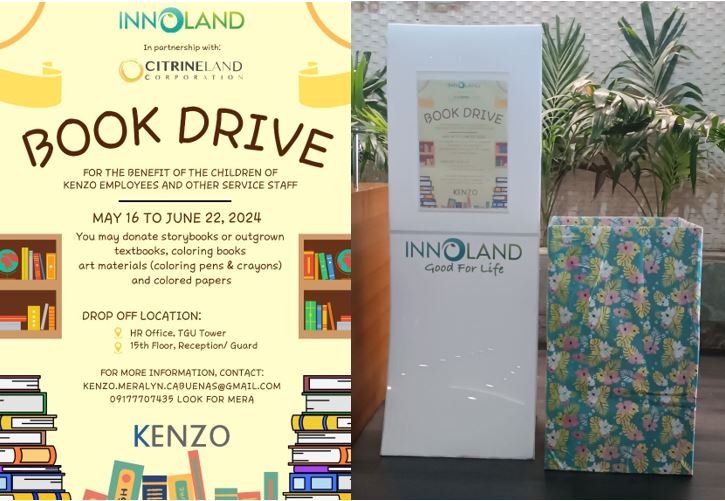 INNOLAND
In partnership with:
CITRINELAND
CORPORATION
BOOK DRIVE
FOR THE BENEFIT OF THE CHILDREN OF
KENZO EMPLOYEES AND OTHER SERVICE STAFF
MAY 16 TO JUNE 22, 2024
You may donate storybooks or outgrown
textbooks, coloring books
art materials (coloring pens & crayons)
and colored papers
DROP OFF LOCATION:
HR Office, TGU Tower
15th Floor, Reception/ Guard
FOR MORE INFORMATION, CONTACT:
KENZO.MERALYN.CABUENAS@GMAIL.COM
09177707435 LOOK FOR MERA
KENZO
INNOLAND
BOOK DRIVE
KENZO
INNOLAND
Good For Life